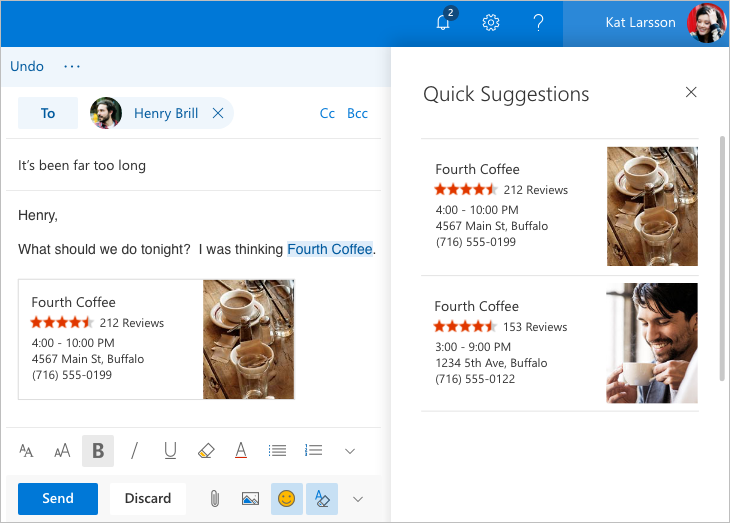 2
?
Kat Larsson
Undo
...
To
Henry Brill
Cc
Bcc
It's been far too long
Henry,
What should we do tonight? I was thinking Fourth Coffee.
Fourth Coffee
212 Reviews
4:00 - 10:00 PM
4567 Main St, Buffalo
(716) 555-0199
AA
AA
B
I
U
A
Send
Discard
A
Quick Suggestions
Fourth Coffee
212 Reviews
4:00 - 10:00 PM
4567 Main St, Buffalo
(716) 555-0199
Fourth Coffee
153 Reviews
3:00 - 9:00 PM
1234 5th Ave, Buffalo
(716) 555-0122